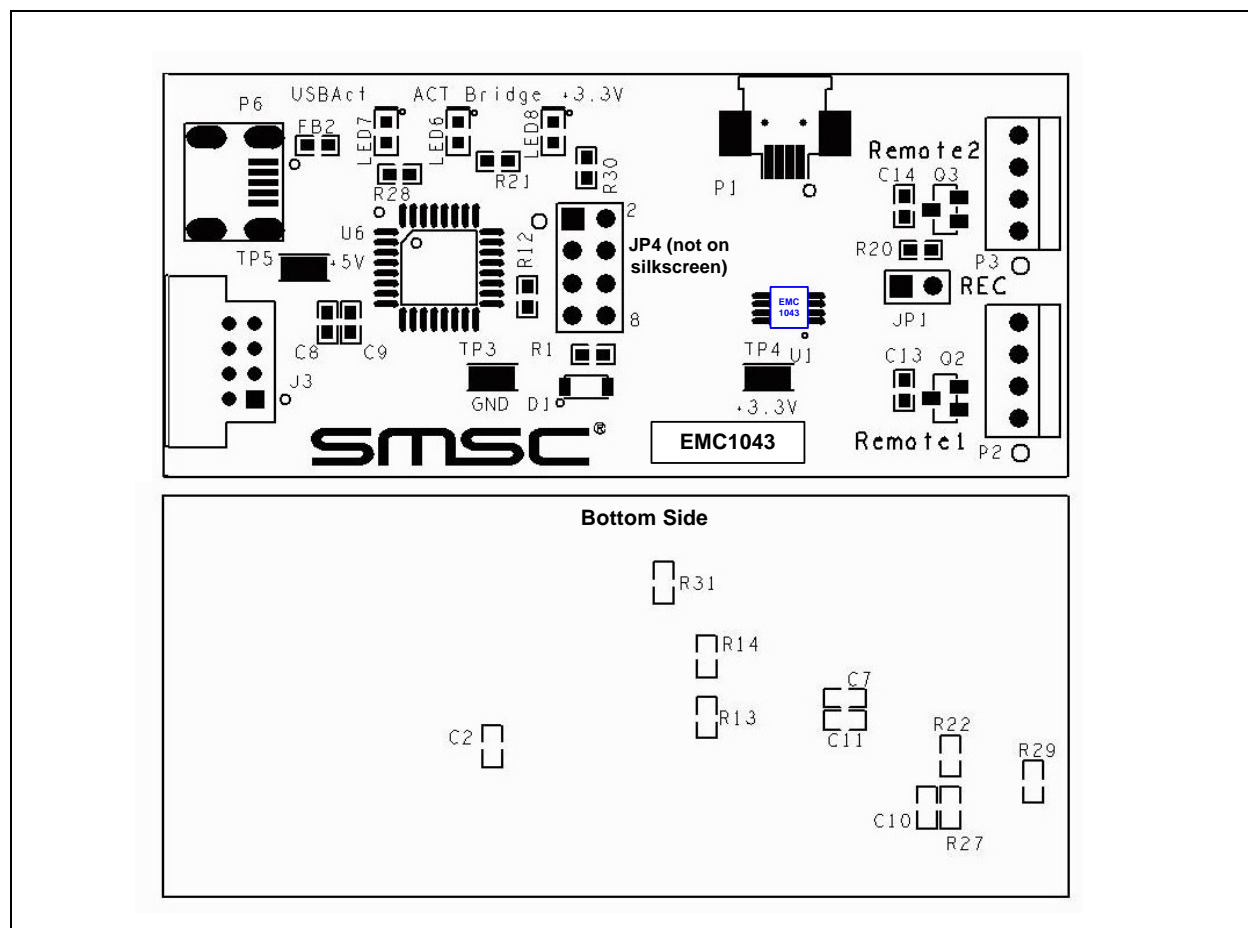 USBAct ACT Bridge +3.3V
P6
FB2
LED7
LED6
LED8
R28
R21
R30
P1
Remote2
C14 Q3
U6
R12
2
JP4 (not on
silkscreen)
8
R20
P3
TP5
+5V
REC
JP1
EMC
1043
U1
C8 C9
TP3
R1
TP4
C13 Q2
J3
GND
D1
+3.3V
SMSC®
EMC1043
Remote1
P2
Bottom Side
R31
R14
C7
R13
C2
C11
R22
R29
C10
R27